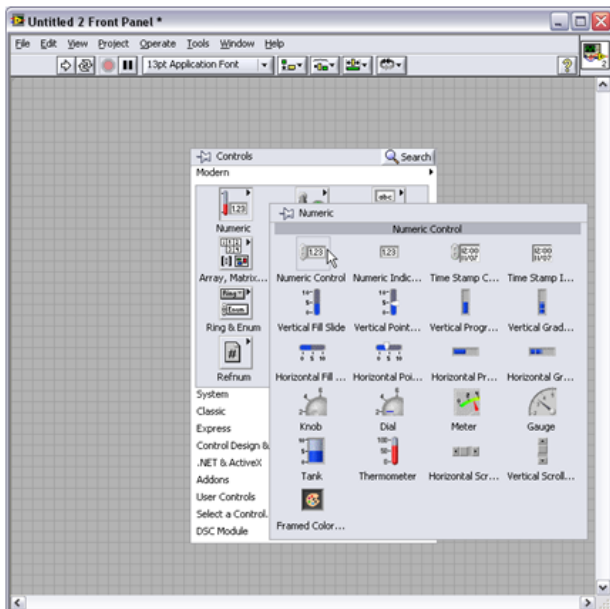 Untitled 2 Front Panel *
File Edit View Project Operate Tools Window Help
13pt Application Font
2
Controls
Search
Modern
Numeric
Array, Matrix...
Ring & Enum
Refnum
System
Classic
Express
Control Design &
.NET & ActiveX
Addons
User Controls
Select a Control.
DSC Module
Numeric
Numeric Control
Numeric Control Numeric Indic... Time Stamp C... Time Stamp I...
Vertical Fill Slide Vertical Point... Vertical Progr... Vertical Grad...
Horizontal Fill ... Horizontal Poi... Horizontal Pr... Horizontal Gr...
Knob Dial Meter Gauge
Tank Thermometer Horizontal Scr... Vertical Scroll...
Framed Color...